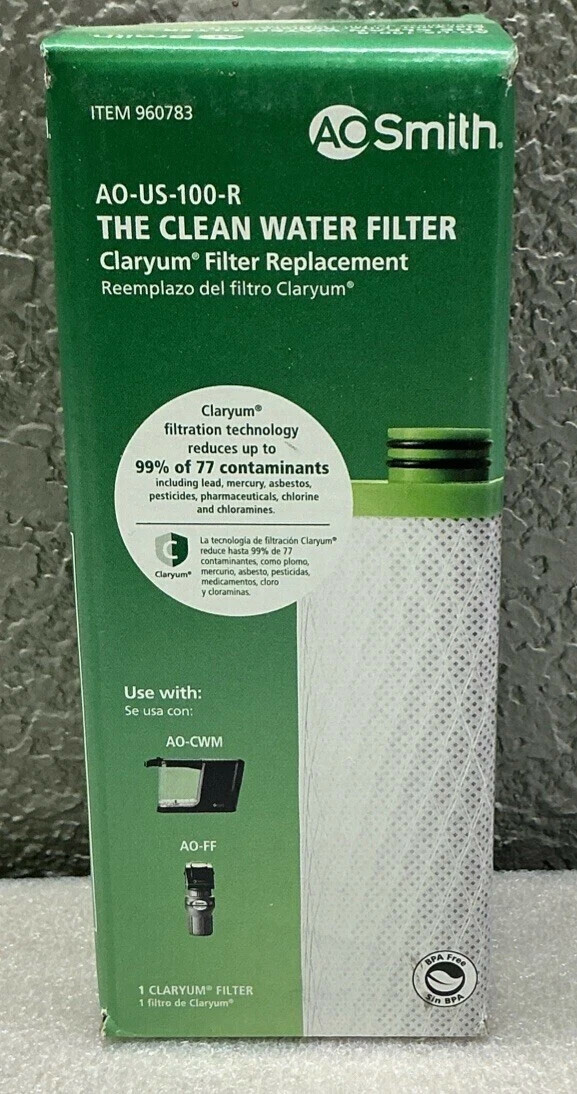 AO Smith
ITEM 960783
AO Smith.
AO-US-100-R
THE CLEAN WATER FILTER
Claryum® Filter Replacement
Reemplazo del filtro Claryum®
Claryum®
filtration technology
reduces up to
99% of 77 contaminants
including lead, mercury, asbestos,
pesticides, pharmaceuticals, chlorine
and chloramines.
C
Claryum®
La tecnología de filtración Claryum®
reduce hasta 99% de 77
contaminantes, como plomo,
mercurio, asbesto, pesticidas,
medicamentos, cloro
y cloraminas.
Use with:
Se usa con:
AO-CWM
AO-FF
1 CLARYUM® FILTER
1 filtro de Claryum®
BPA Free
Sin BPA